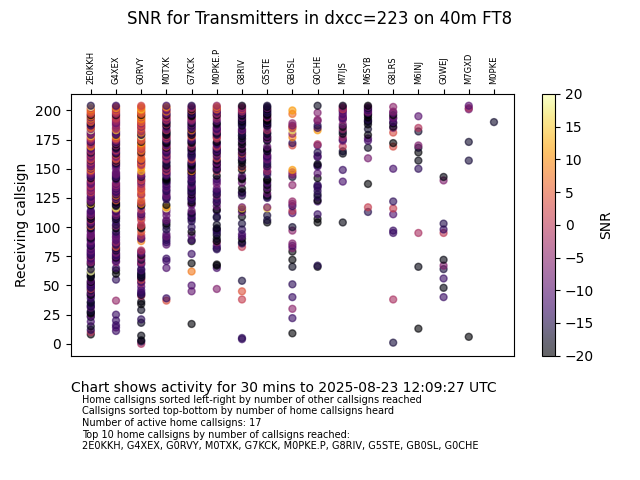 SNR for Transmitters in dxcc=223 on 40m FT8
2E0KKH G4XEX G0RVY M0TXK G7KCK M0PKE.P G8RIV G5STE GB0SL G0CHE M7IJS M6SYB G8LRS M6INJ G0WEJ M7GXD M0PKE
200
175
150
125
100
75
50
25
0
Receiving callsign
20
15
10
5
0
−5
−10
−15
−20
SNR
Chart shows activity for 30 mins to 2025-08-23 12:09:27 UTC
Home callsigns sorted left-right by number of other callsigns reached
Callsigns sorted top-bottom by number of home callsigns heard
Number of active home callsigns: 17
Top 10 home callsigns by number of callsigns reached:
2E0KKH, G4XEX, G0RVY, M0TXK, G7KCK, M0PKE.P, G8RIV, G5STE, GB0SL, G0CHE